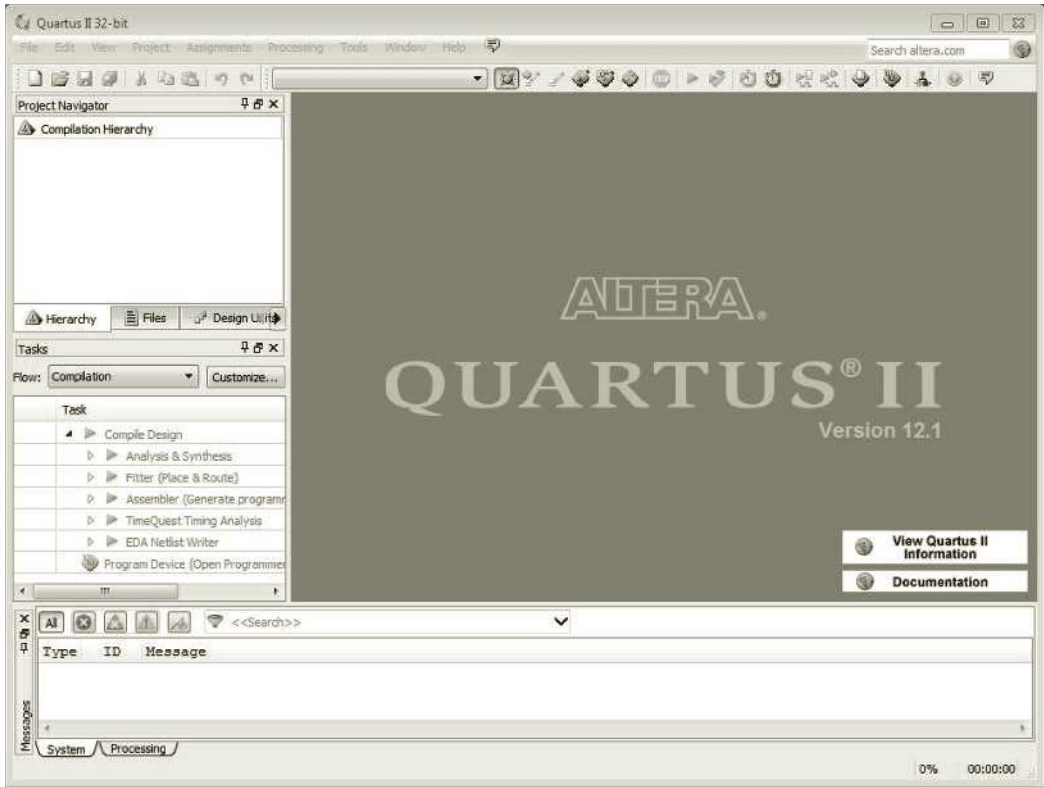 Quartus II 32-bit
File Edit View Project Assignments Processing Tools Window Help
Search altera.com
Project Navigator
Compilation Hierarchy
Hierarchy Files Design Units
Tasks
Flow: Compilation Customize...
Task
Compile Design
Analysis & Synthesis
Fitter (Place & Route)
Assembler (Generate programm
TimeQuest Timing Analysis
EDA Netlist Writer
Program Device (Open Programmer
ALTERA®
QUARTUS® II
Version 12.1
View Quartus II
Information
Documentation
All <<Search>>
Type ID Message
Messages
System Processing
0% 00:00:00